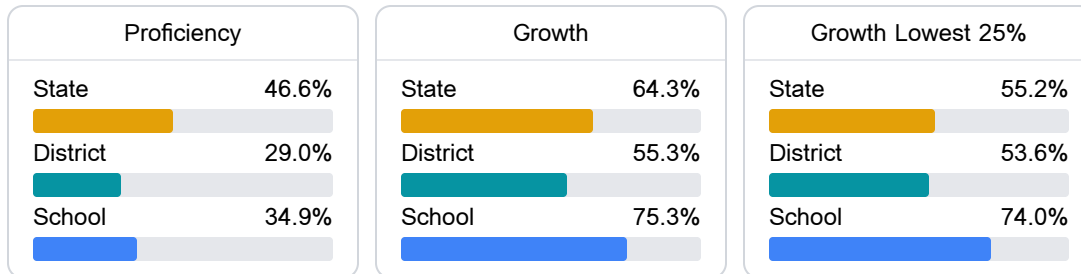 Proficiency
State 46.6%
District 29.0%
School 34.9%
Growth
State 64.3%
District 55.3%
School 75.3%
Growth Lowest 25%
State 55.2%
District 53.6%
School 74.0%